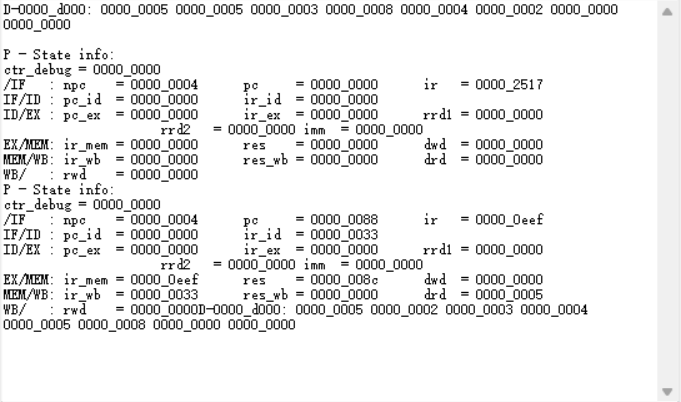 D-0000_d000: 0000_0005 0000_0005 0000_0003 0000_0008 0000_0004 0000_0002 0000_0000
0000_0000
P - State info:
ctr_debug = 0000_0000
/IF   : npc    = 0000_0004      pc     = 0000_0000      ir    = 0000_2517
IF/ID : pc_id  = 0000_0000      ir_id  = 0000_0000
ID/EX : pc_ex  = 0000_0000      ir_ex  = 0000_0000      rrd1 = 0000_0000
rrd2   = 0000_0000 imm  = 0000_0000
EX/MEM: ir_mem = 0000_0000      res    = 0000_0000      dwd  = 0000_0000
MEM/WB: ir_wb  = 0000_0000      res_wb = 0000_0000      drd  = 0000_0000
WB/   : rwd    = 0000_0000
P - State info:
ctr_debug = 0000_0000
/IF   : npc    = 0000_0004      pc     = 0000_0088      ir    = 0000_0eef
IF/ID : pc_id  = 0000_0000      ir_id  = 0000_0033
ID/EX : pc_ex  = 0000_0000      ir_ex  = 0000_0000      rrd1 = 0000_0000
rrd2   = 0000_0000 imm  = 0000_0000
EX/MEM: ir_mem = 0000_0eef      res    = 0000_008c      dwd  = 0000_0000
MEM/WB: ir_wb  = 0000_0033      res_wb = 0000_0000      drd  = 0000_0005
WB/   : rwd    = 0000_0000D-0000_d000: 0000_0005 0000_0002 0000_0003 0000_0004
0000_0005 0000_0008 0000_0000 0000_0000